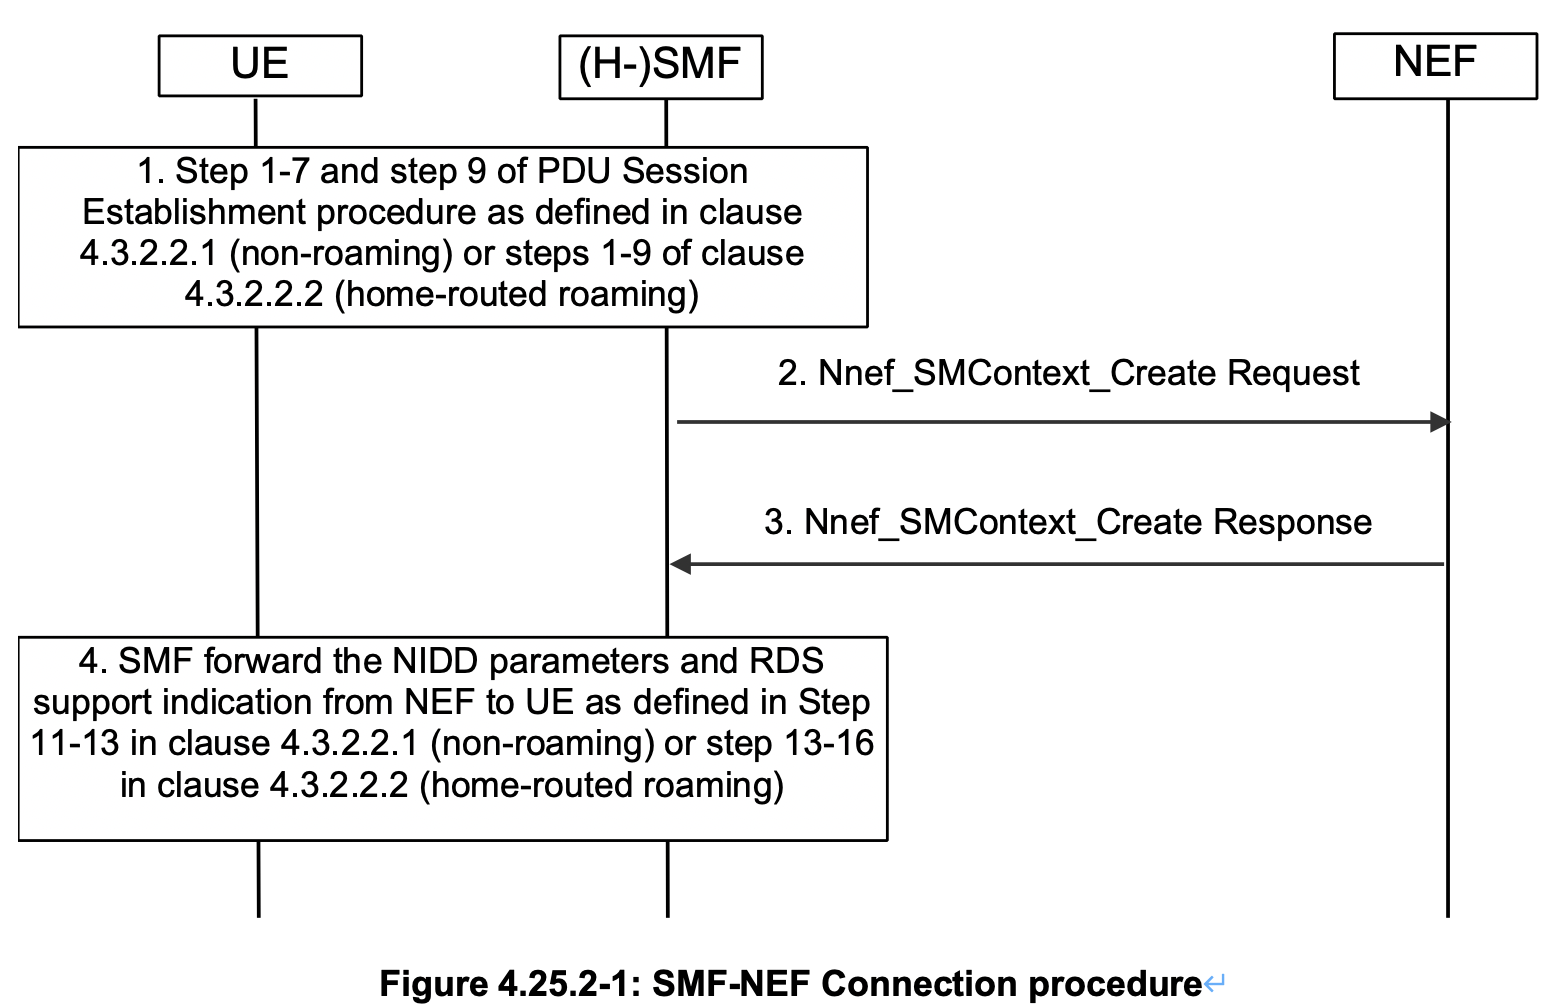 UE
(H-)SMF
NEF
1. Step 1-7 and step 9 of PDU Session
Establishment procedure as defined in clause
4.3.2.2.1 (non-roaming) or steps 1-9 of clause
4.3.2.2.2 (home-routed roaming)
2. Nnef_SMContext_Create Request
3. Nnef_SMContext_Create Response
4. SMF forward the NIDD parameters and RDS
support indication from NEF to UE as defined in Step
11-13 in clause 4.3.2.2.1 (non-roaming) or step 13-16
in clause 4.3.2.2.2 (home-routed roaming)
Figure 4.25.2-1: SMF-NEF Connection procedure↵